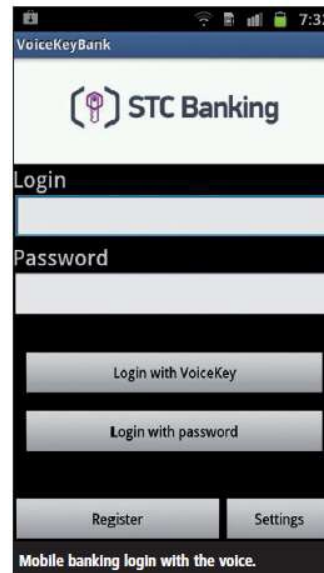 7:32
VoiceKeyBank
STC Banking
Login
Password
Login with VoiceKey
Login with password
Register
Settings
Mobile banking login with the voice.